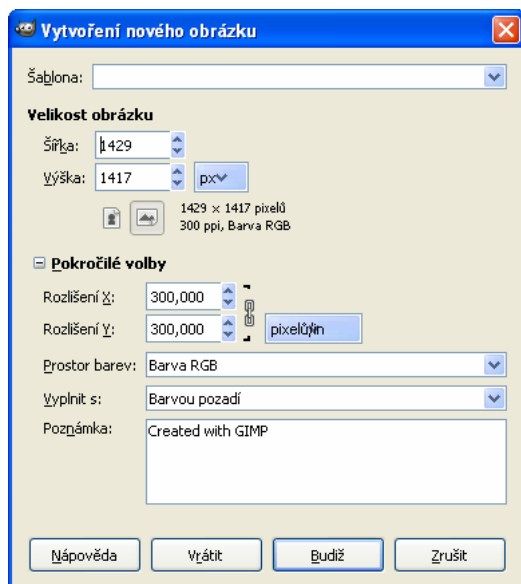 Vytvoření nového obrázku
Šablona:
Velikost obrázku
Šířka: 1429
Výška: 1417 px
1429 × 1417 pixelů
300 ppi, Barva RGB
Pokročilé volby
Rozlišení X: 300,000
Rozlišení Y: 300,000 pixelů/in
Prostor barev: Barva RGB
Vyplnit s: Barvou pozadí
Poznámka: Created with GIMP
Nápověda Vrátit Budiž Zrušit